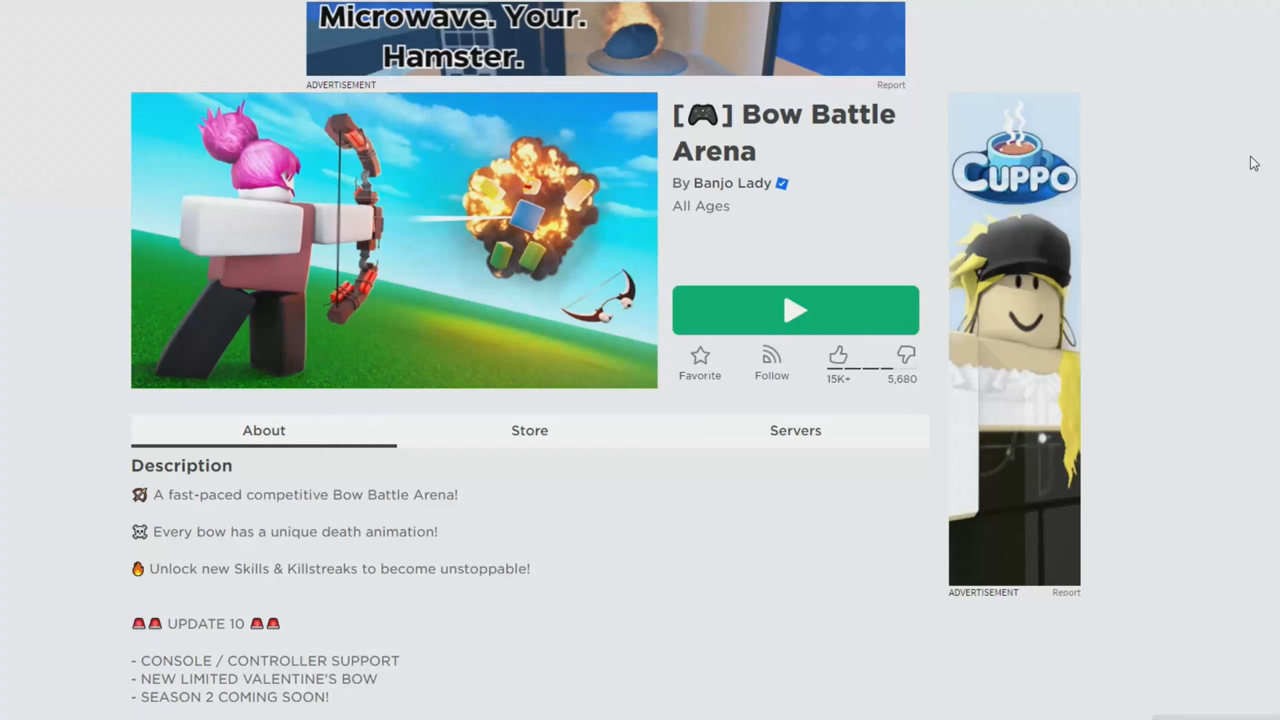 Microwave. Your.
Hamster.
ADVERTISEMENT
Report
[🎮] Bow Battle
Arena
By Banjo Lady
All Ages
CUPPO
Favorite
Follow
15K+
5,680
About
Store
Servers
Description
A fast-paced competitive Bow Battle Arena!
Every bow has a unique death animation!
Unlock new Skills & Killstreaks to become unstoppable!
ADVERTISEMENT
Report
🚨🚨 UPDATE 10 🚨🚨
- CONSOLE / CONTROLLER SUPPORT
- NEW LIMITED VALENTINE'S BOW
- SEASON 2 COMING SOON!